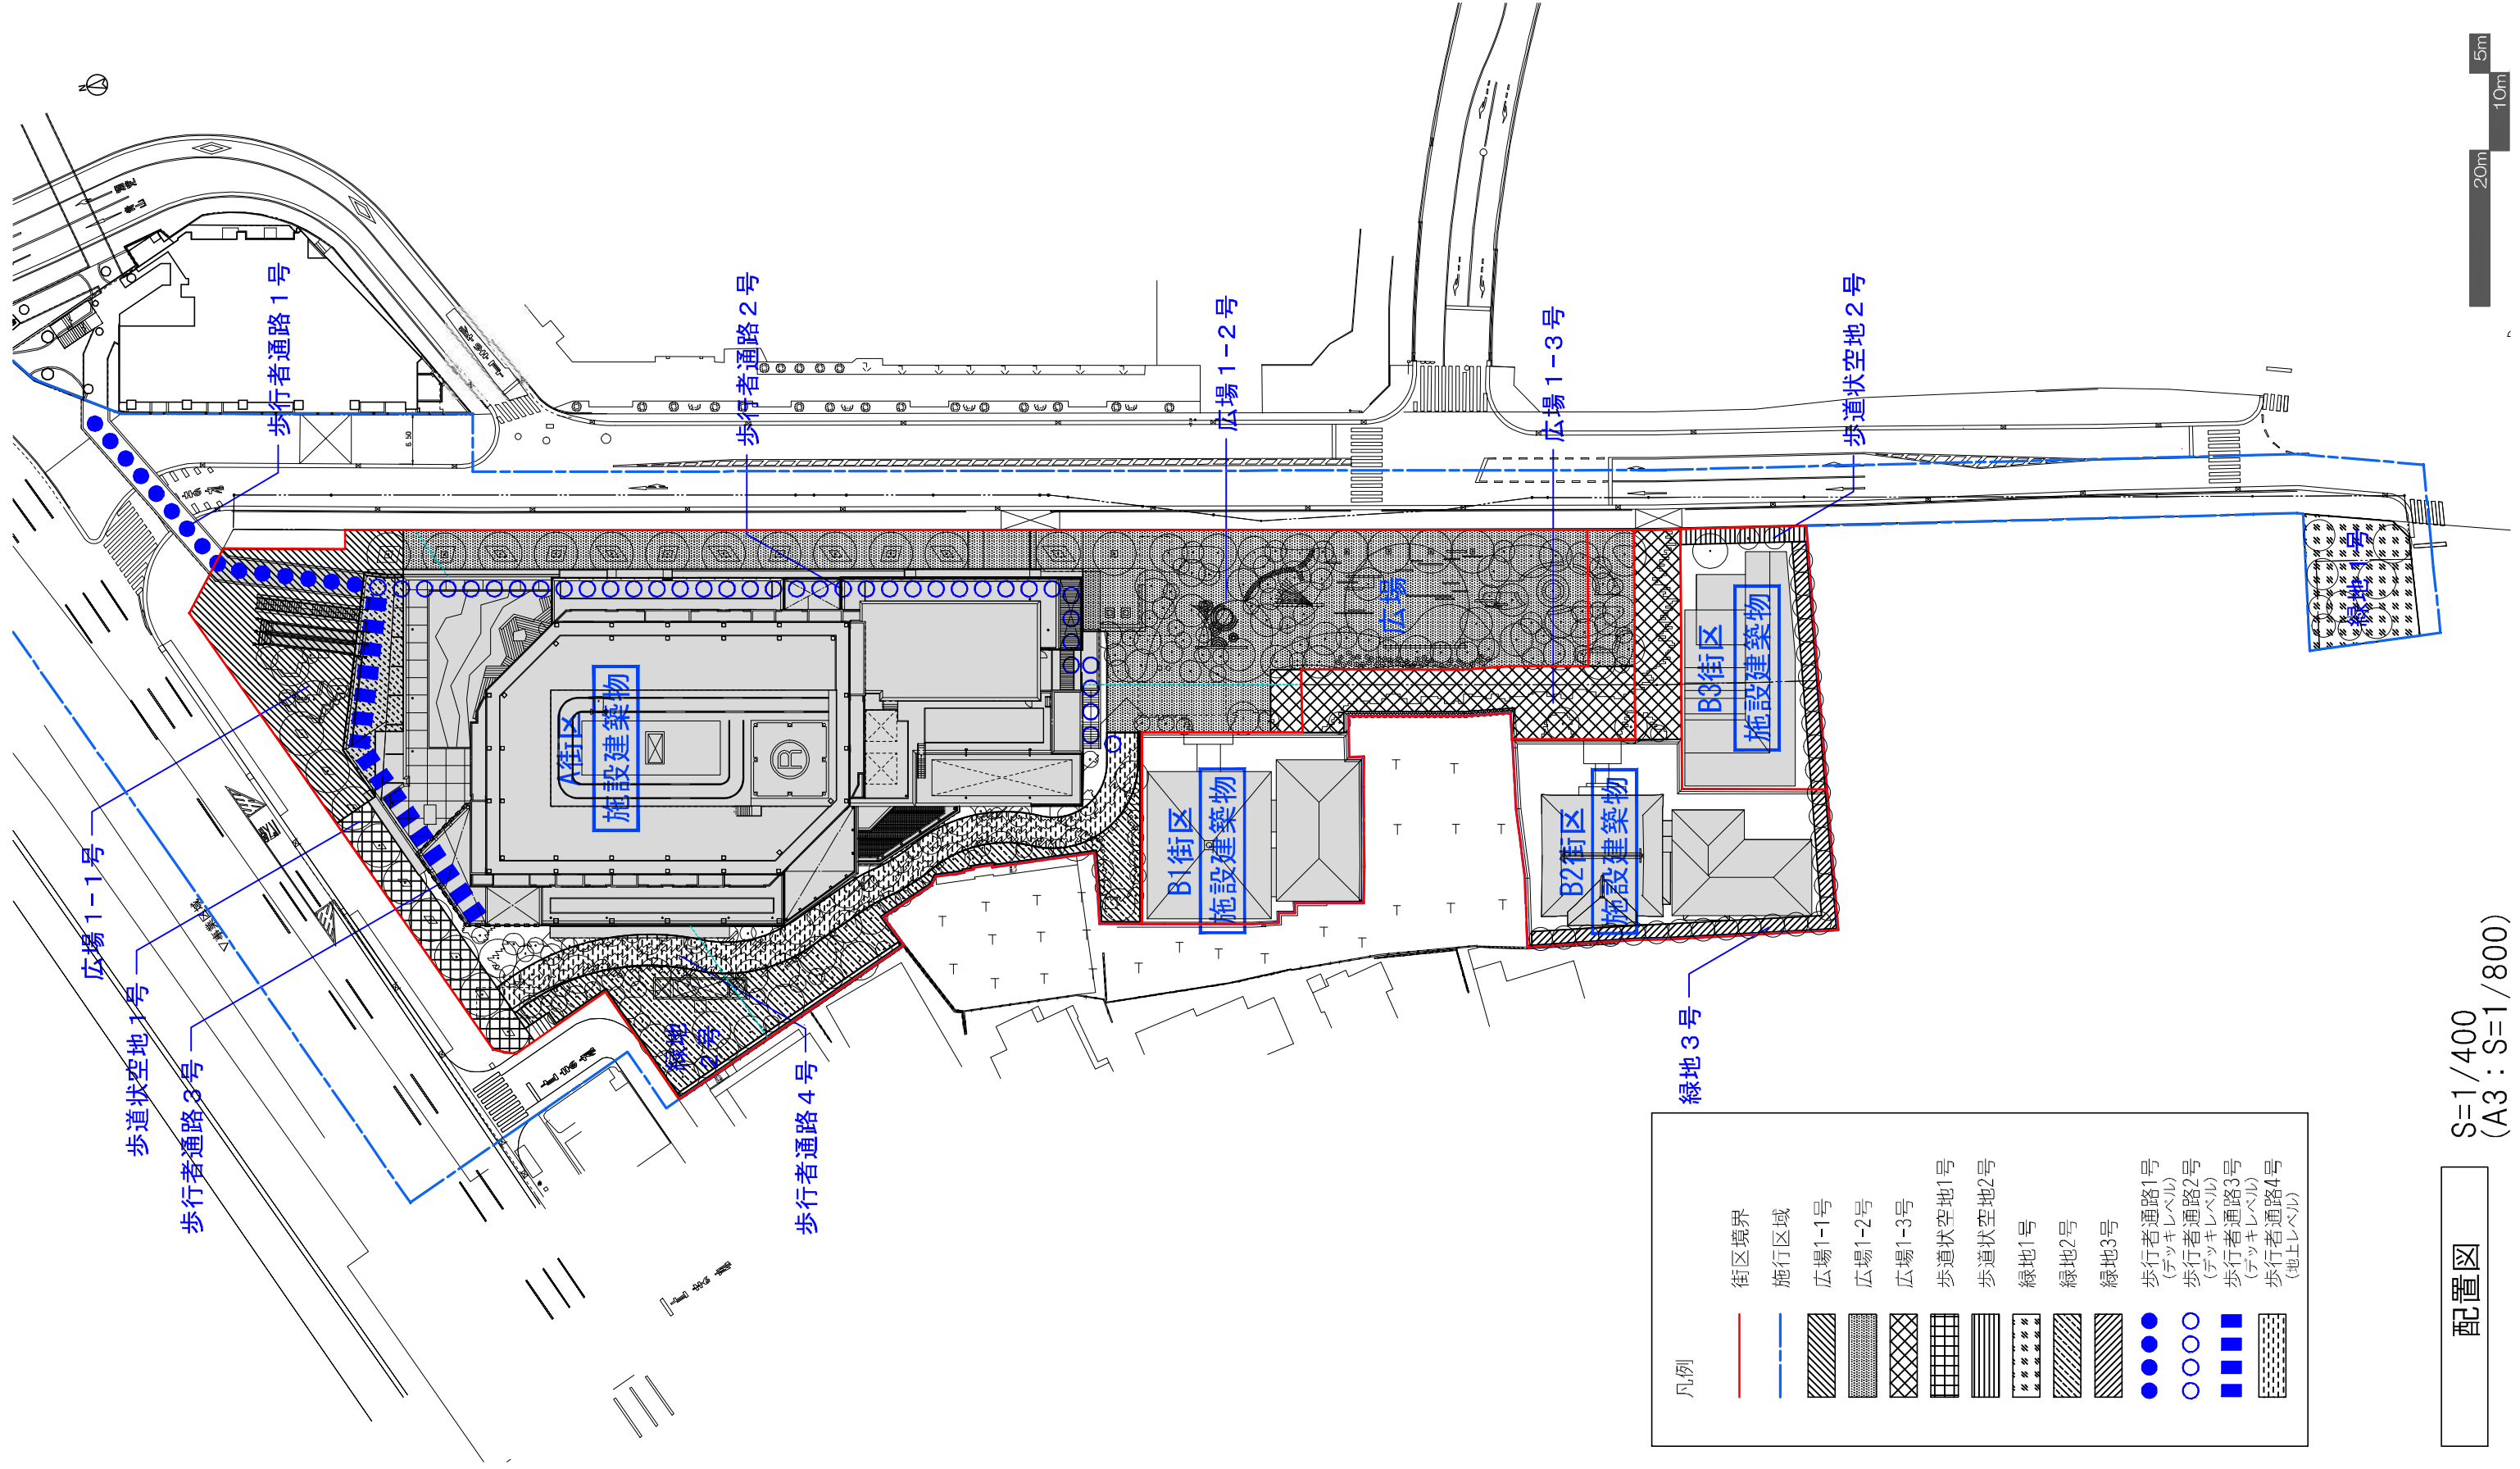 配置図
S=1/400
(A3：S=1/800)
凡例
街区境界
施行区域
広場1-1号
広場1-2号
広場1-3号
歩道状空地1号
歩道状空地2号
緑地1号
緑地2号
緑地3号
歩行者通路1号
(デッキレベル)
歩行者通路2号
(デッキレベル)
歩行者通路3号
(デッキレベル)
歩行者通路4号
(地上レベル)
広場1-1号
歩道状空地1号
歩行者通路3号
歩行者通路4号
歩行者通路1号
歩行者通路2号
広場1-2号
広場1-3号
歩道状空地2号
緑地3号
緑地
2号
緑地1号
広場
A街区
施設建築物
B1街区
施設建築物
B2街区
施設建築物
B3街区
施設建築物
R
N
6.50
20m
10m
5m